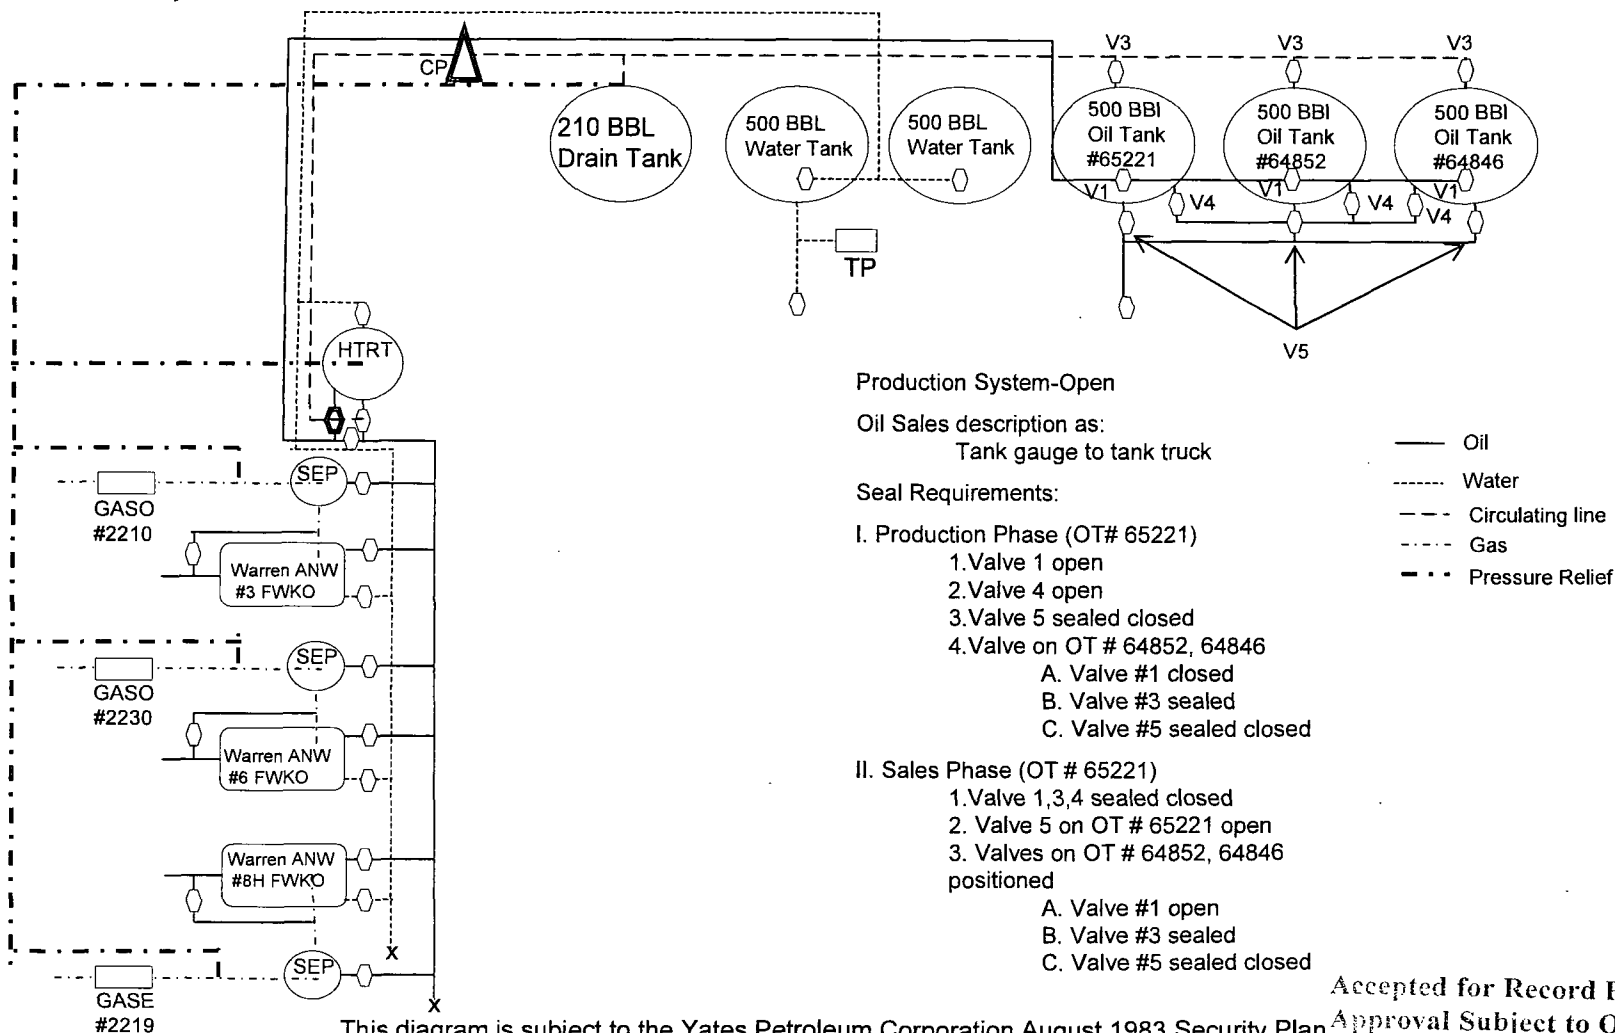 V3 V3 V3
CP
210 BBL
Drain Tank
500 BBL
Water Tank
500 BBL
Water Tank
500 BBl
Oil Tank
#65221
500 BBl
Oil Tank
#64852
500 BBl
Oil Tank
#64846
V1 V1 V1
V4 V4 V4
TP
V5
HTRT
SEP
GASO
#2210
Warren ANW
#3 FWKO
SEP
GASO
#2230
Warren ANW
#6 FWKO
Warren ANW
#8H FWKO
X
SEP
GASE
#2219
X
Production System-Open
Oil Sales description as:
Tank gauge to tank truck
Seal Requirements:
I. Production Phase (OT# 65221)
1.Valve 1 open
2.Valve 4 open
3.Valve 5 sealed closed
4.Valve on OT # 64852, 64846
A. Valve #1 closed
B. Valve #3 sealed
C. Valve #5 sealed closed
II. Sales Phase (OT # 65221)
1.Valve 1,3,4 sealed closed
2. Valve 5 on OT # 65221 open
3. Valves on OT # 64852, 64846
positioned
A. Valve #1 open
B. Valve #3 sealed
C. Valve #5 sealed closed
Oil
Water
Circulating line
Gas
Pressure Relief
This diagram is subject to the Yates Petroleum Corporation August 1983 Security Plan
Accepted for Record
Approval Subject to